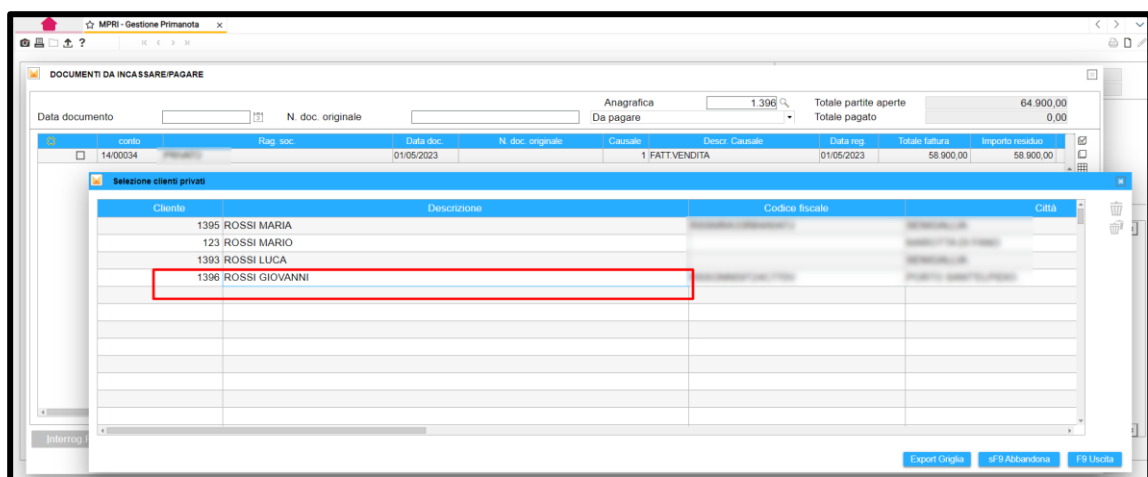 MPRI - Gestione Primanota x
DOCUMENTI DA INCASSARE/PAGARE
Anagrafica 1.396 Totale partite aperte 64.900,00
Data documento N. doc. originale Da pagare Totale pagato 0,00
conto Rag. soc. Data doc. N. doc. originale Causale Descr. Causale Data reg. Totale fattura Importo residuo
14/00034 01/05/2023 1 FATT.VENDITA 01/05/2023 58.900,00 58.900,00
Selezione clienti privati
Cliente Descrizione Codice fiscale Città
1395 ROSSI MARIA
123 ROSSI MARIO
1393 ROSSI LUCA
1396 ROSSI GIOVANNI
Interrog.
Export Griglia sF9 Abbandona F9 Uscita